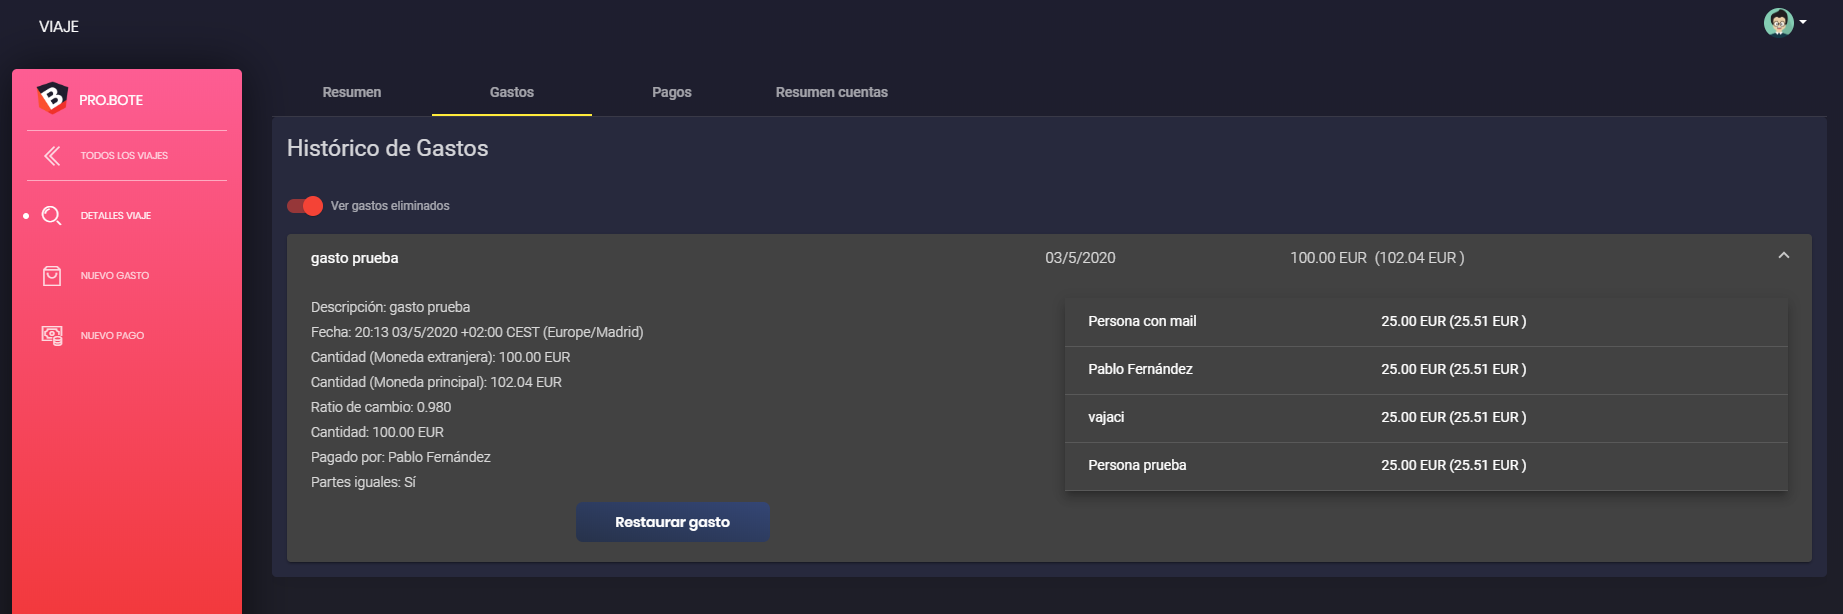 VIAJE
PRO.BOTE
TODOS LOS VIAJES
DETALLES VIAJE
NUEVO GASTO
NUEVO PAGO
Resumen Gastos Pagos Resumen cuentas
Histórico de Gastos
Ver gastos eliminados
gasto prueba 03/5/2020 100.00 EUR (102.04 EUR )
Descripción: gasto prueba
Fecha: 20:13 03/5/2020 +02:00 CEST (Europe/Madrid)
Cantidad (Moneda extranjera): 100.00 EUR
Cantidad (Moneda principal): 102.04 EUR
Ratio de cambio: 0.980
Cantidad: 100.00 EUR
Pagado por: Pablo Fernández
Partes iguales: Sí
Restaurar gasto
Persona con mail 25.00 EUR (25.51 EUR )
Pablo Fernández 25.00 EUR (25.51 EUR )
vajaci 25.00 EUR (25.51 EUR )
Persona prueba 25.00 EUR (25.51 EUR )